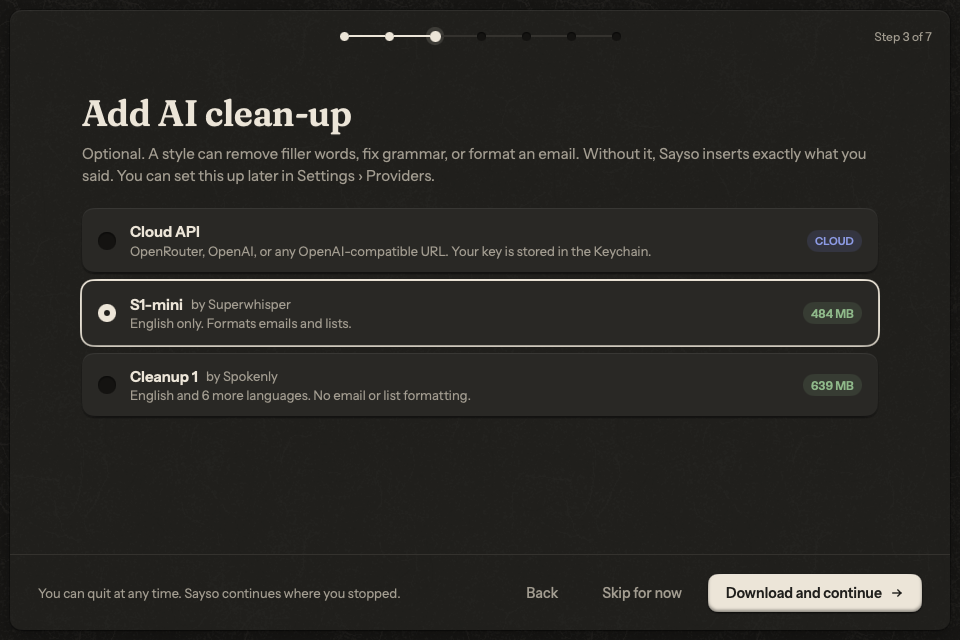 Step 3 of 7
Add AI clean-up
Optional. A style can remove filler words, fix grammar, or format an email. Without it, Sayso inserts exactly what you
said. You can set this up later in Settings › Providers.
Cloud API
OpenRouter, OpenAI, or any OpenAI-compatible URL. Your key is stored in the Keychain.
CLOUD
S1-mini by Superwhisper
English only. Formats emails and lists.
484 MB
Cleanup 1 by Spokenly
English and 6 more languages. No email or list formatting.
639 MB
You can quit at any time. Sayso continues where you stopped.
Back
Skip for now
Download and continue →